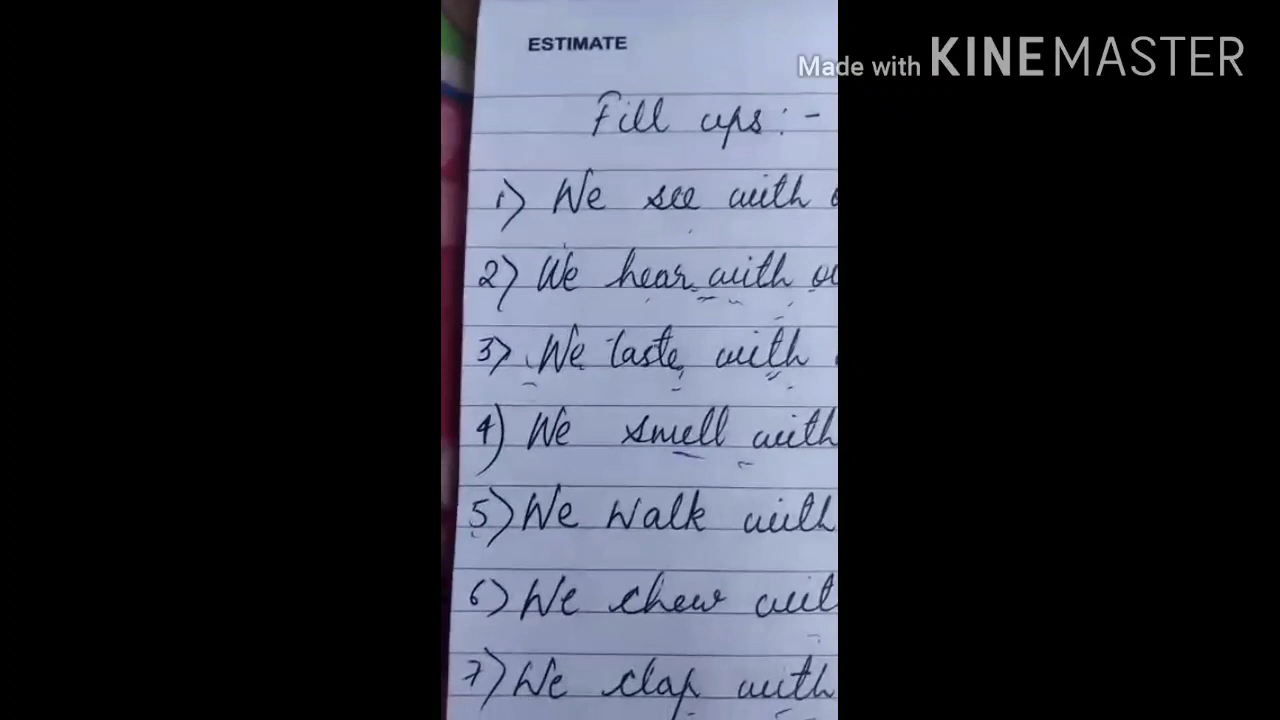 ESTIMATE
Made with KINEMASTER
Fill ups:-
1) We see with
2) We hear with
3) We taste with
4) We smell with
5) We walk with
6) We chew
7) We clap with